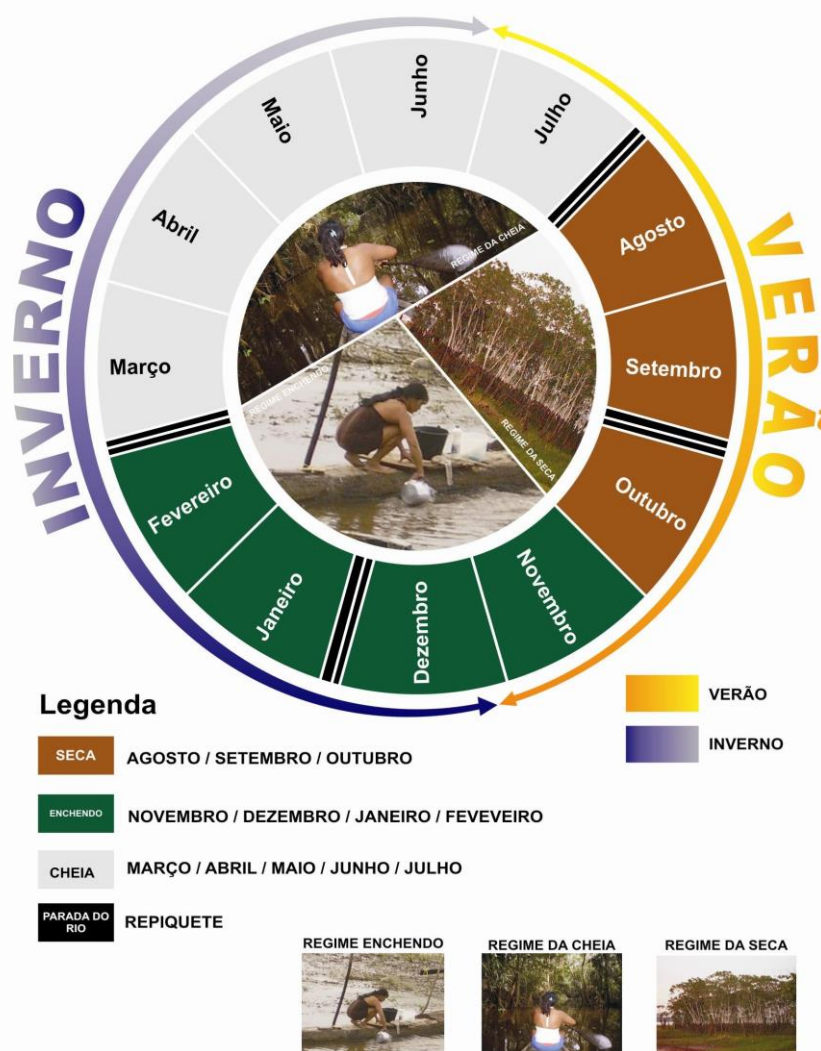 Junho
Julho
Agosto
Setembro
Outubro
Novembro
Dezembro
Janeiro
Fevereiro
Março
Abril
Maio
INVERNO
VERÃO
REGIME DA CHEIA
REGIME ENCHENDO
REGIME DA SECA
Legenda
SECA
AGOSTO / SETEMBRO / OUTUBRO
ENCHENDO
NOVEMBRO / DEZEMBRO / JANEIRO / FEVEVEIRO
CHEIA
MARÇO / ABRIL / MAIO / JUNHO / JULHO
PARADA DO
RIO
REPIQUETE
VERÃO
INVERNO
REGIME ENCHENDO
REGIME DA CHEIA
REGIME DA SECA